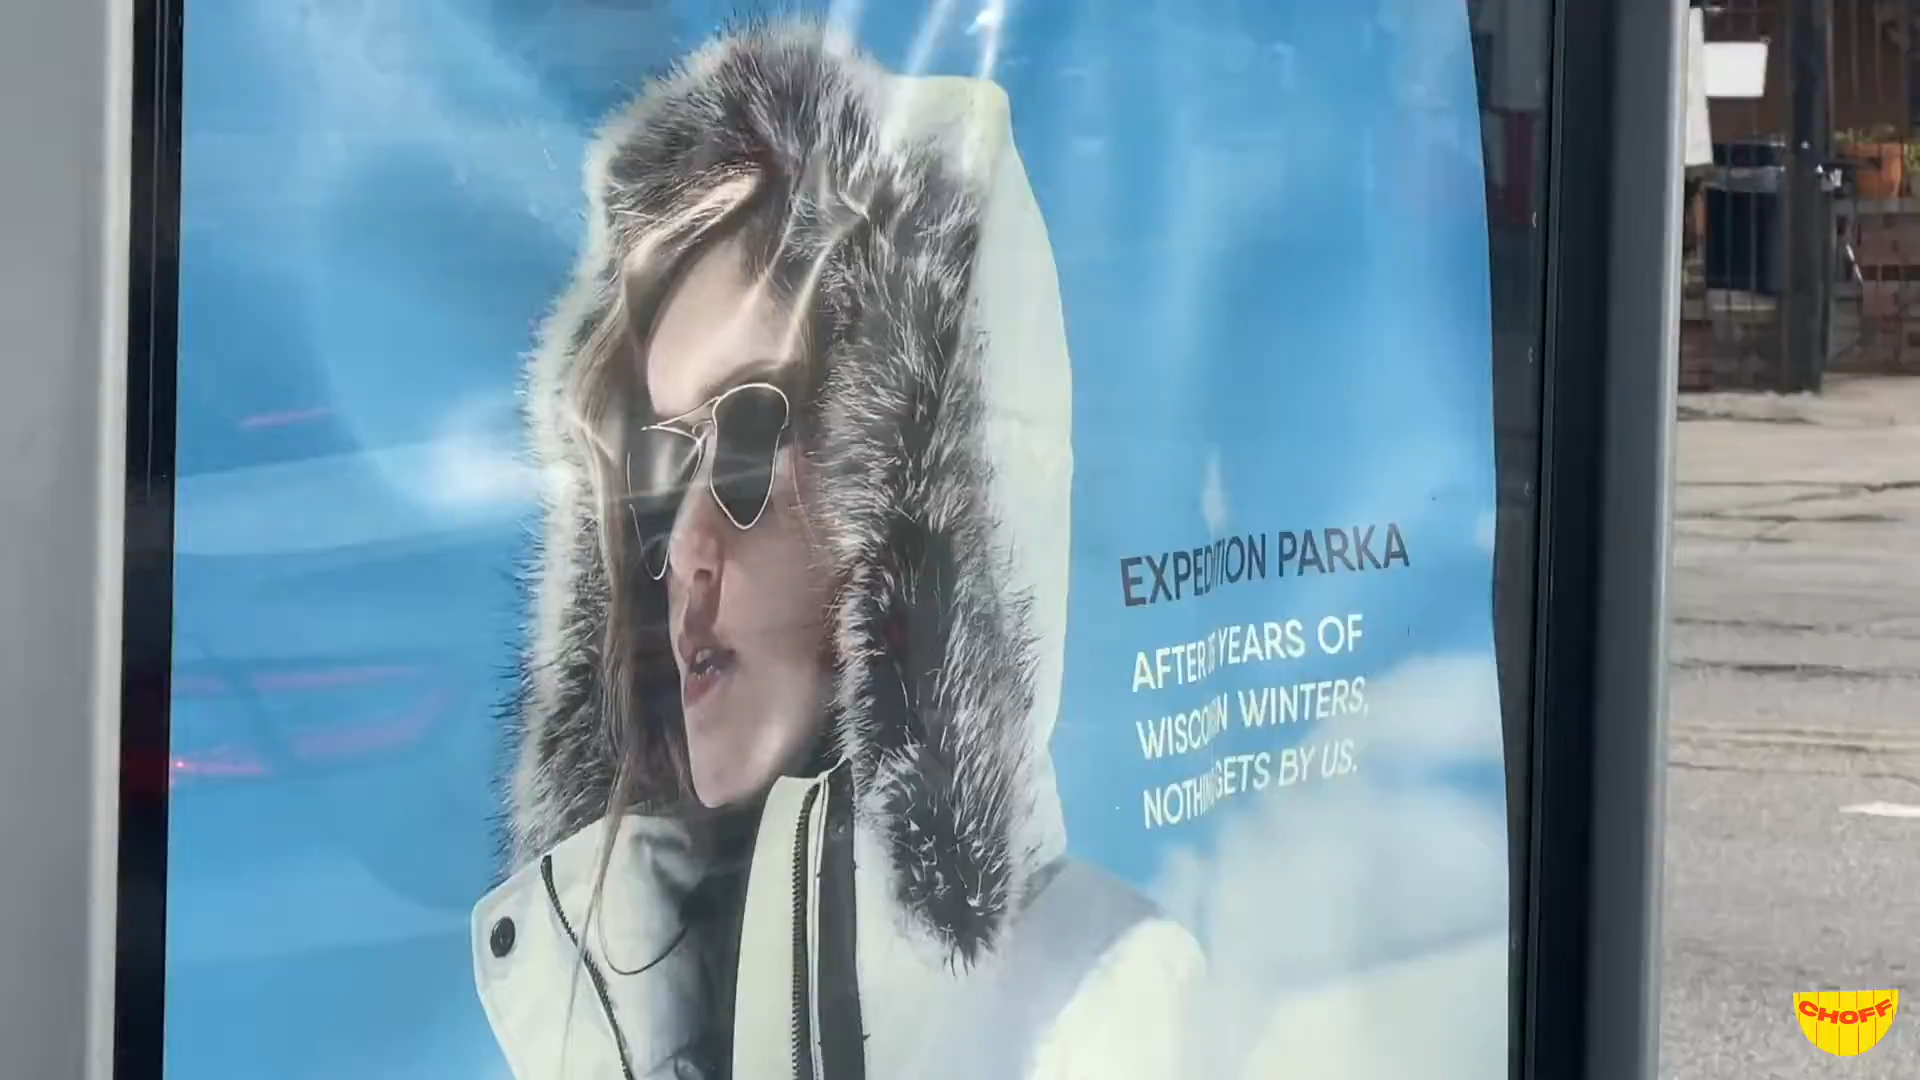 EXPEDITION PARKA
AFTER YEARS OF
WINTERS,
GETS BY US.
CHOFF